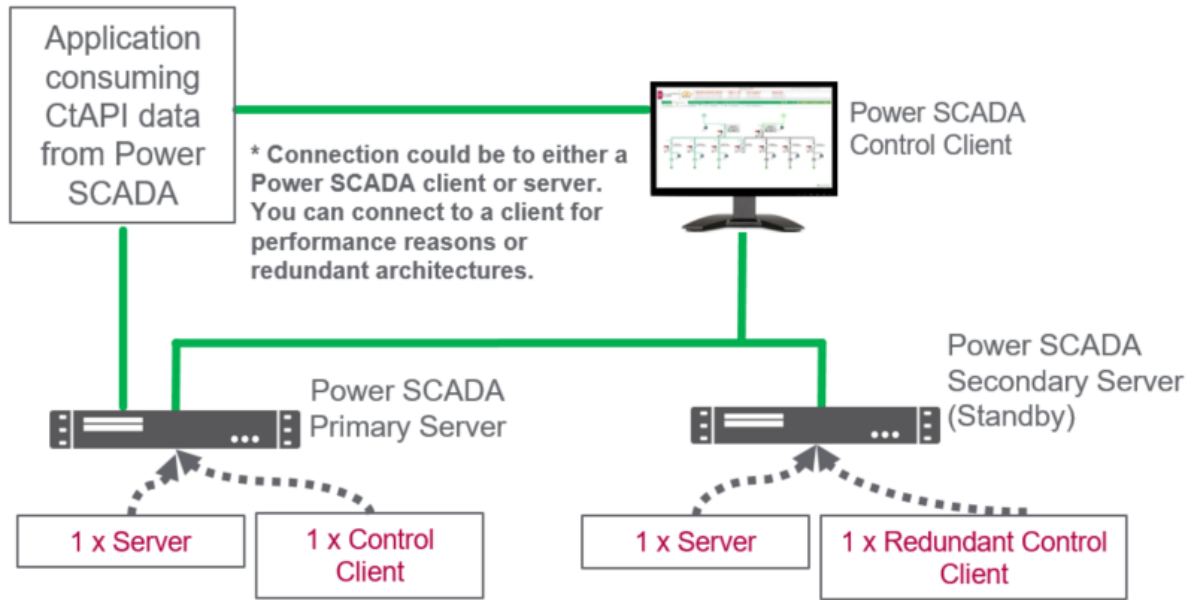 Application
consuming
CtAPI data
from Power
SCADA
* Connection could be to either a
Power SCADA client or server.
You can connect to a client for
performance reasons or
redundant architectures.
Power SCADA
Control Client
Power SCADA
Primary Server
Power SCADA
Secondary Server
(Standby)
1 x Server
1 x Control
Client
1 x Server
1 x Redundant Control
Client